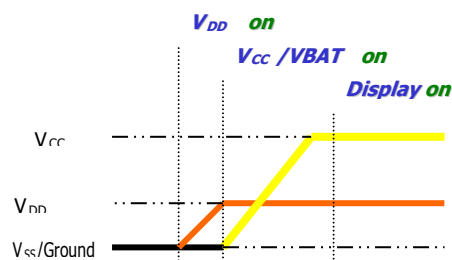 VDD on
VCC /VBAT on
Display on
VCC
VDD
VSS/Ground